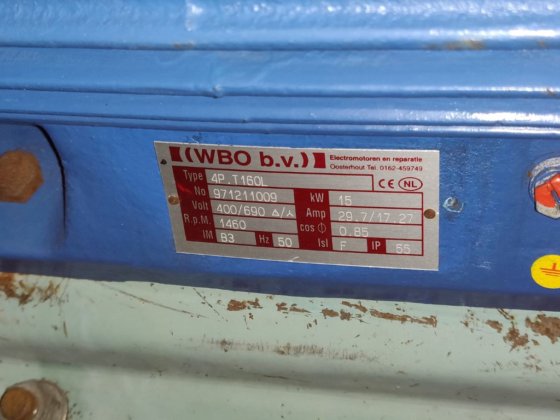 (WBO b.v.) Electromotoren en reparatie
Oosterhout Tel. 0162-459749
Type 4P.T160L CE NL
No 971211009 kW 15
Volt 400/690 △/⅄ Amp 29.7/17.27
R.p.m. 1460 cos ϕ 0.85
IM B3 Hz 50 Isl F IP 55